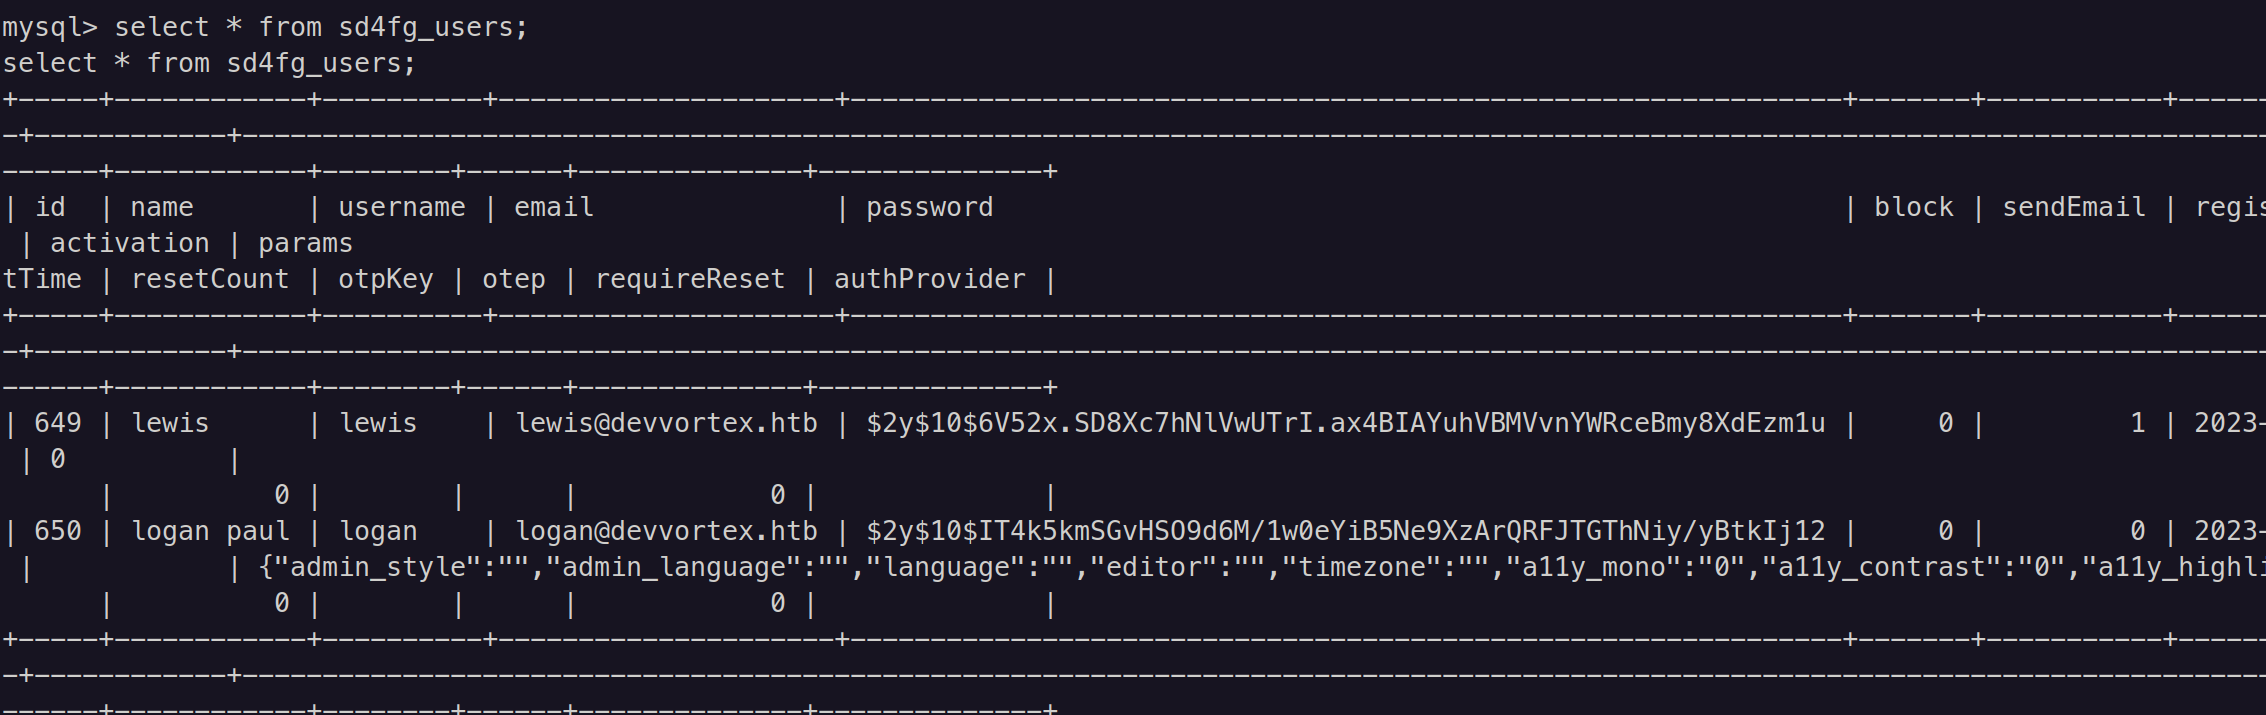 mysql> select * from sd4fg_users;
select * from sd4fg_users;
+-----+------------+----------+---------------------+--------------------------------------------------------------+-------+-----------+------
-+------------+-------------------------------------------------------------------------------------------------------------------------------
------+------------+--------+------+--------------+--------------+
| id | name | username | email | password | block | sendEmail | regis
| activation | params
tTime | resetCount | otpKey | otep | requireReset | authProvider |
+-----+------------+----------+---------------------+--------------------------------------------------------------+-------+-----------+------
-+------------+-------------------------------------------------------------------------------------------------------------------------------
------+------------+--------+------+--------------+--------------+
| 649 | lewis | lewis | lewis@devvortex.htb | $2y$10$6V52x.SD8Xc7hNlVwUTrI.ax4BIAYuhVBMVvnYWRceBmy8XdEzm1u | 0 | 1 | 2023-
| 0 |
| 0 | | | 0 | |
| 650 | logan paul | logan | logan@devvortex.htb | $2y$10$IT4k5kmSGvHSO9d6M/1w0eYiB5Ne9XzArQRFJTGThNiy/yBtkIj12 | 0 | 0 | 2023-
| | {"admin_style":"","admin_language":"","language":"","editor":"","timezone":"","a11y_mono":"0","a11y_contrast":"0","a11y_highli
| 0 | | | 0 | |
+-----+------------+----------+---------------------+--------------------------------------------------------------+-------+-----------+------
-+------------+-------------------------------------------------------------------------------------------------------------------------------
------+------------+--------+------+--------------+--------------+